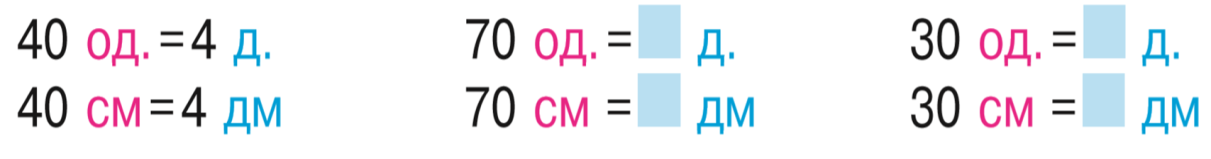 40 од. = 4 д. 70 од. = д. 30 од. = д.
40 см = 4 дм 70 см = дм 30 см = дм